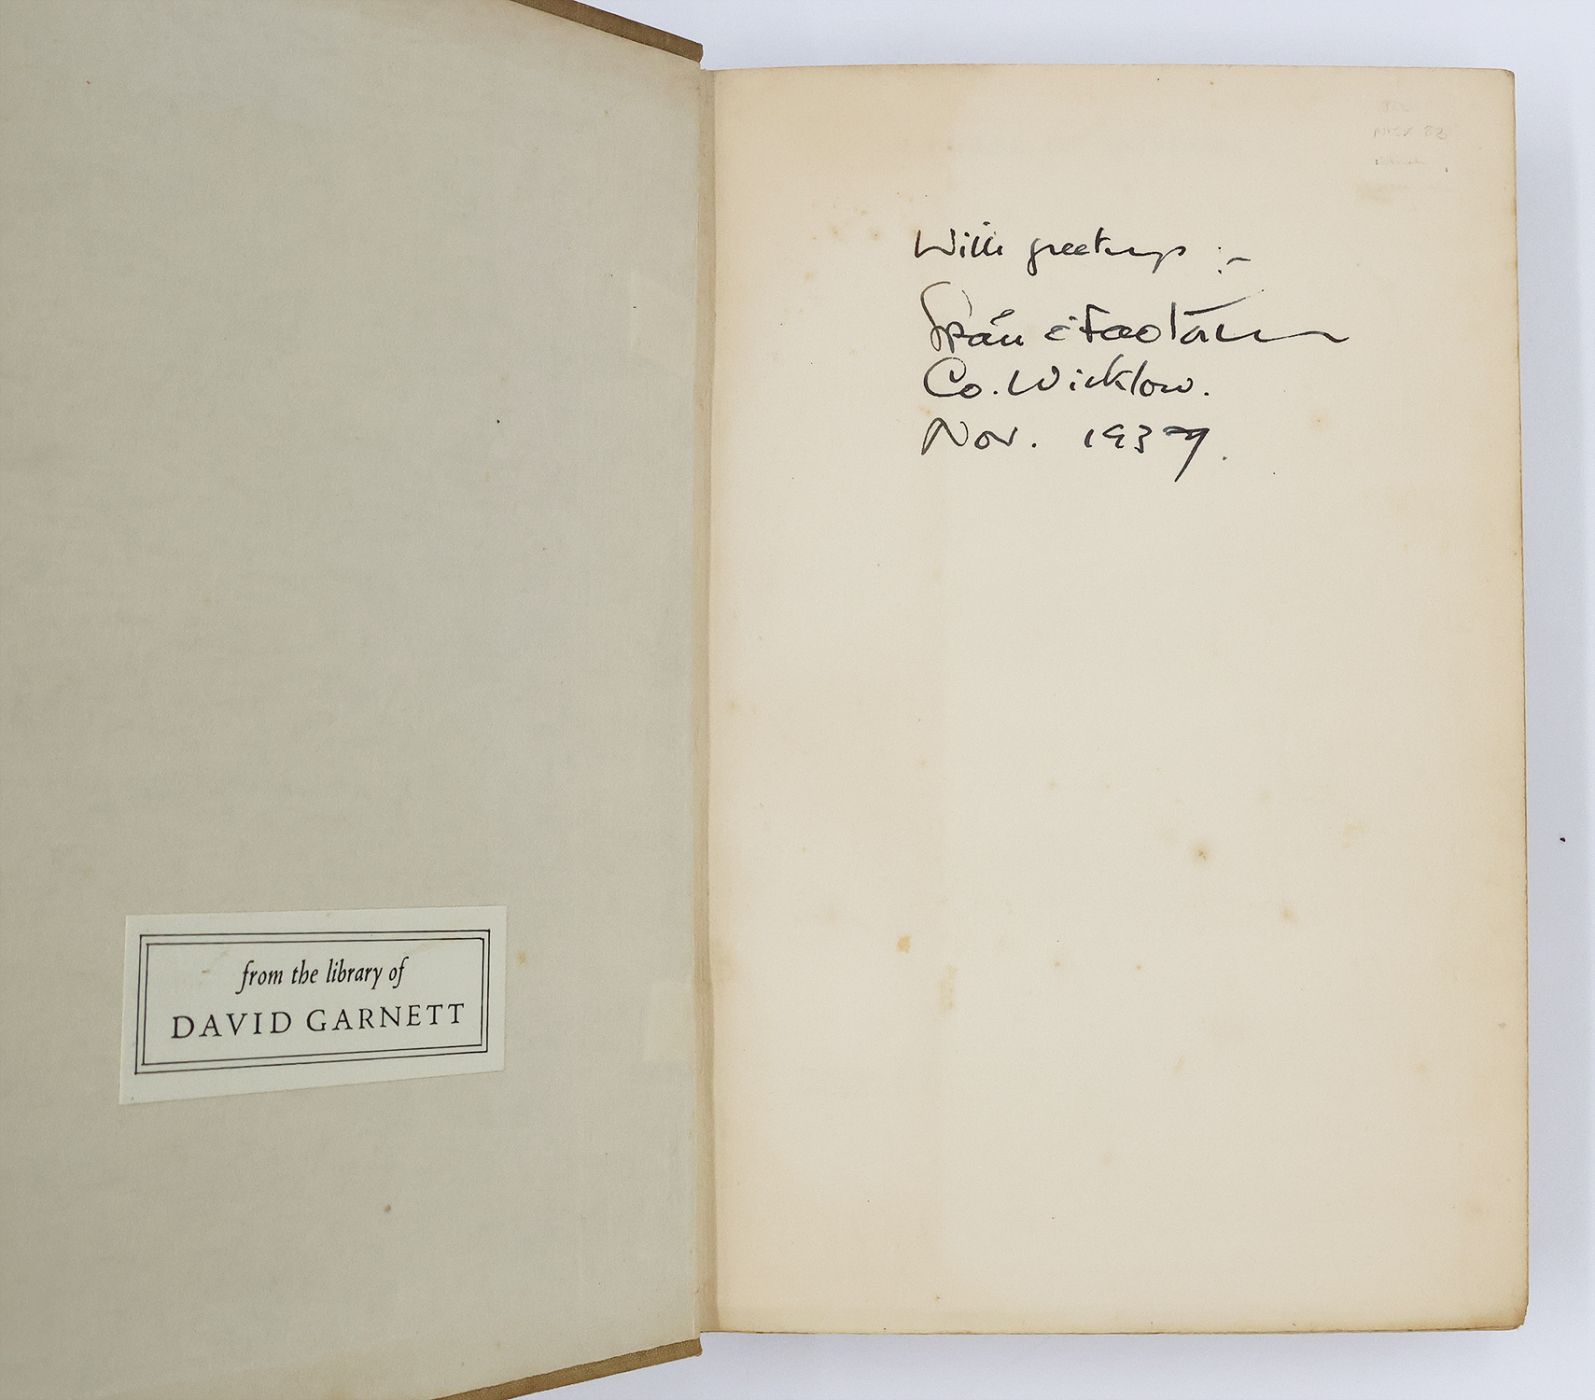 from the library of
DAVID GARNETT
With greetings :-
Seán O'Faoláin
Co. Wicklow.
Nov. 1937.